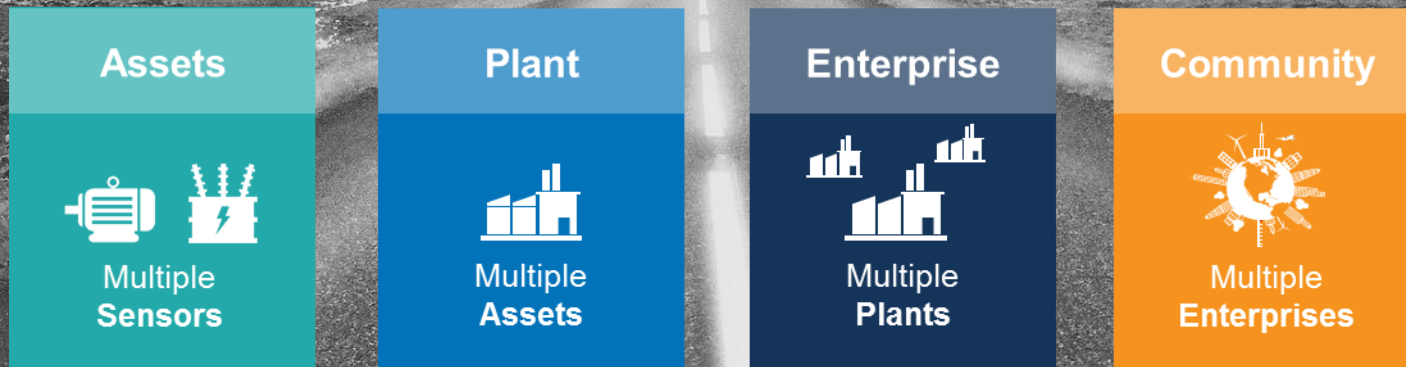 Assets
Multiple
Sensors
Plant
Multiple
Assets
Enterprise
Multiple
Plants
Community
Multiple
Enterprises